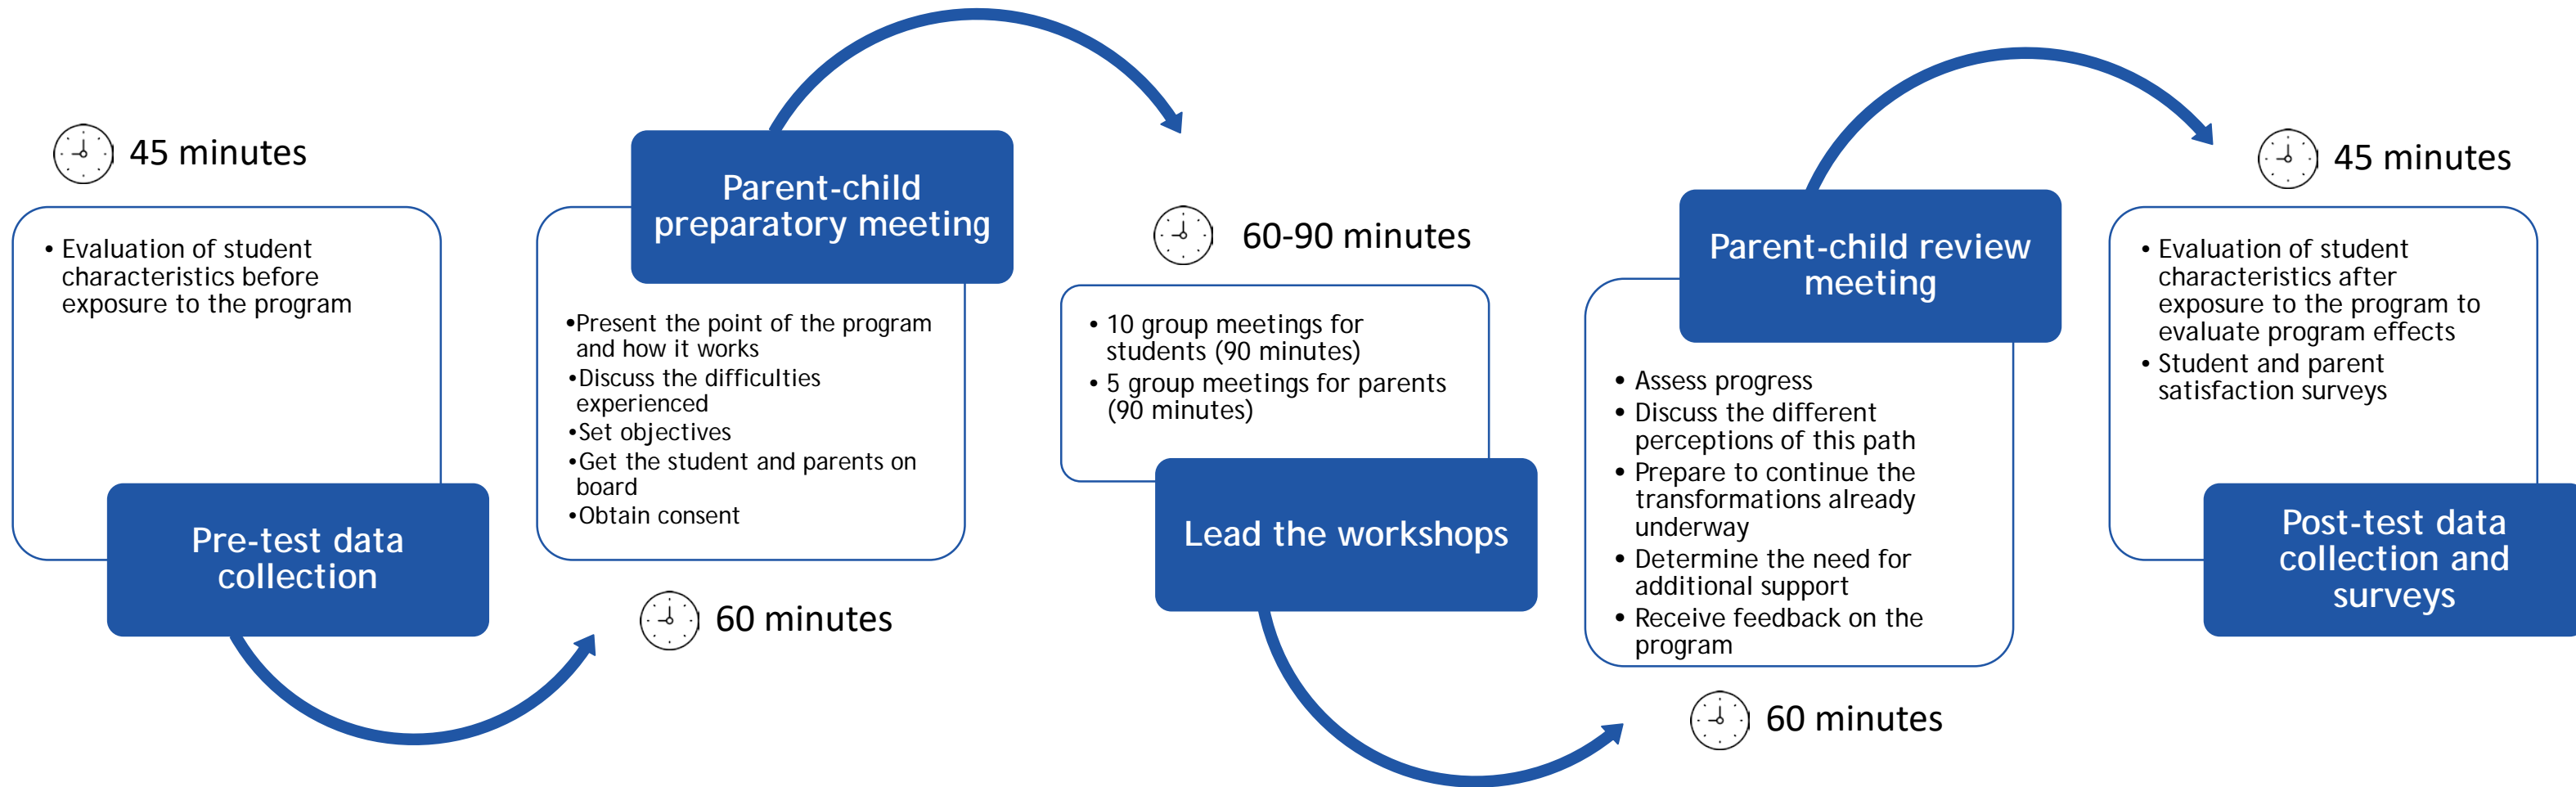 45 minutes
• Evaluation of student
characteristics before
exposure to the program
Pre-test data
collection
Parent-child
preparatory meeting
•Present the point of the program
and how it works
•Discuss the difficulties
experienced
•Set objectives
•Get the student and parents on
board
•Obtain consent
60 minutes
60-90 minutes
• 10 group meetings for
students (90 minutes)
• 5 group meetings for parents
(90 minutes)
Lead the workshops
Parent-child review
meeting
• Assess progress
• Discuss the different
perceptions of this path
• Prepare to continue the
transformations already
underway
• Determine the need for
additional support
• Receive feedback on the
program
60 minutes
45 minutes
• Evaluation of student
characteristics after
exposure to the program to
evaluate program effects
• Student and parent
satisfaction surveys
Post-test data
collection and
surveys